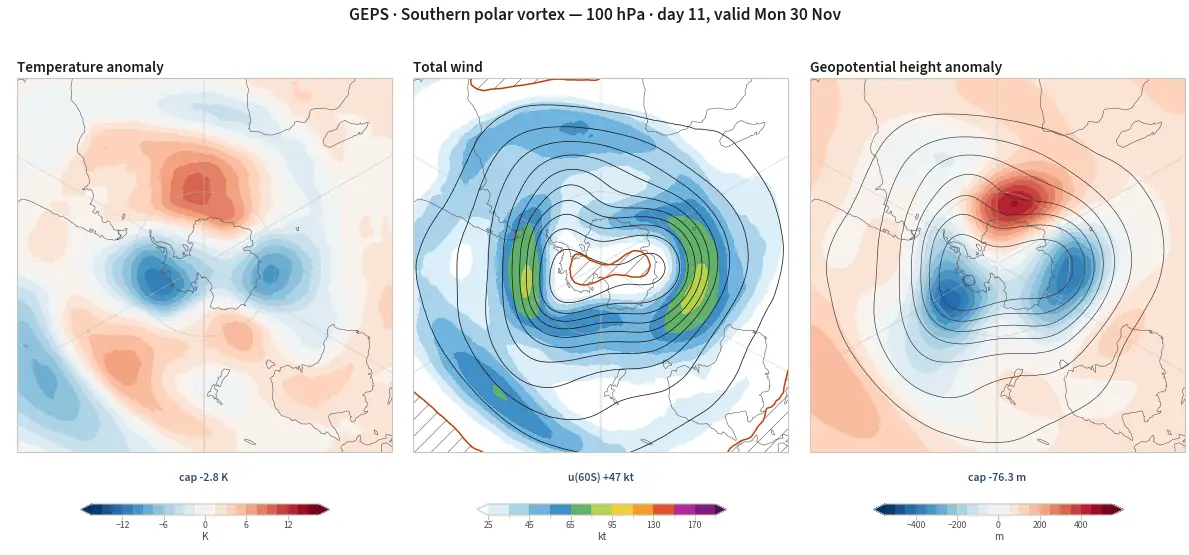 GEPS · Southern polar vortex — 100 hPa · day 11, valid Mon 30 Nov
Temperature anomaly
Total wind
Geopotential height anomaly
cap -2.8 K
u(60S) +47 kt
cap -76.3 m
−12 −6 0 6 12
K
25 45 65 95 130 170
kt
−400 −200 0 200 400
m